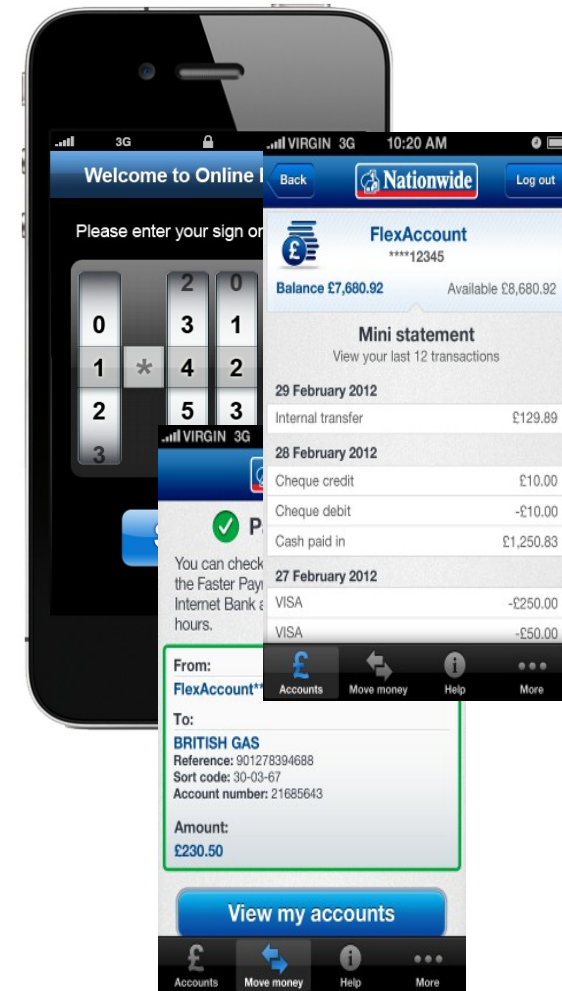 3G
Welcome to Online
Please enter your sign
2 0
0 3 1
1 * 4 2
2 5 3
3
VIRGIN 3G 10:20 AM
Back
Nationwide
Log out
FlexAccount
****12345
Balance £7,680.92 Available £8,680.92
Mini statement
View your last 12 transactions
29 February 2012
Internal transfer £129.89
28 February 2012
Cheque credit £10.00
Cheque debit -£10.00
Cash paid in £1,250.83
27 February 2012
VISA -£250.00
VISA -£50.00
£
Accounts Move money Help More
VIRGIN 3G
You can check
the Faster
Internet Bank
hours.
From:
FlexAccount**
To:
BRITISH GAS
Reference: 901278394688
Sort code: 30-03-67
Account number: 21685643
Amount:
£230.50
View my accounts
£
Accounts Move money Help More